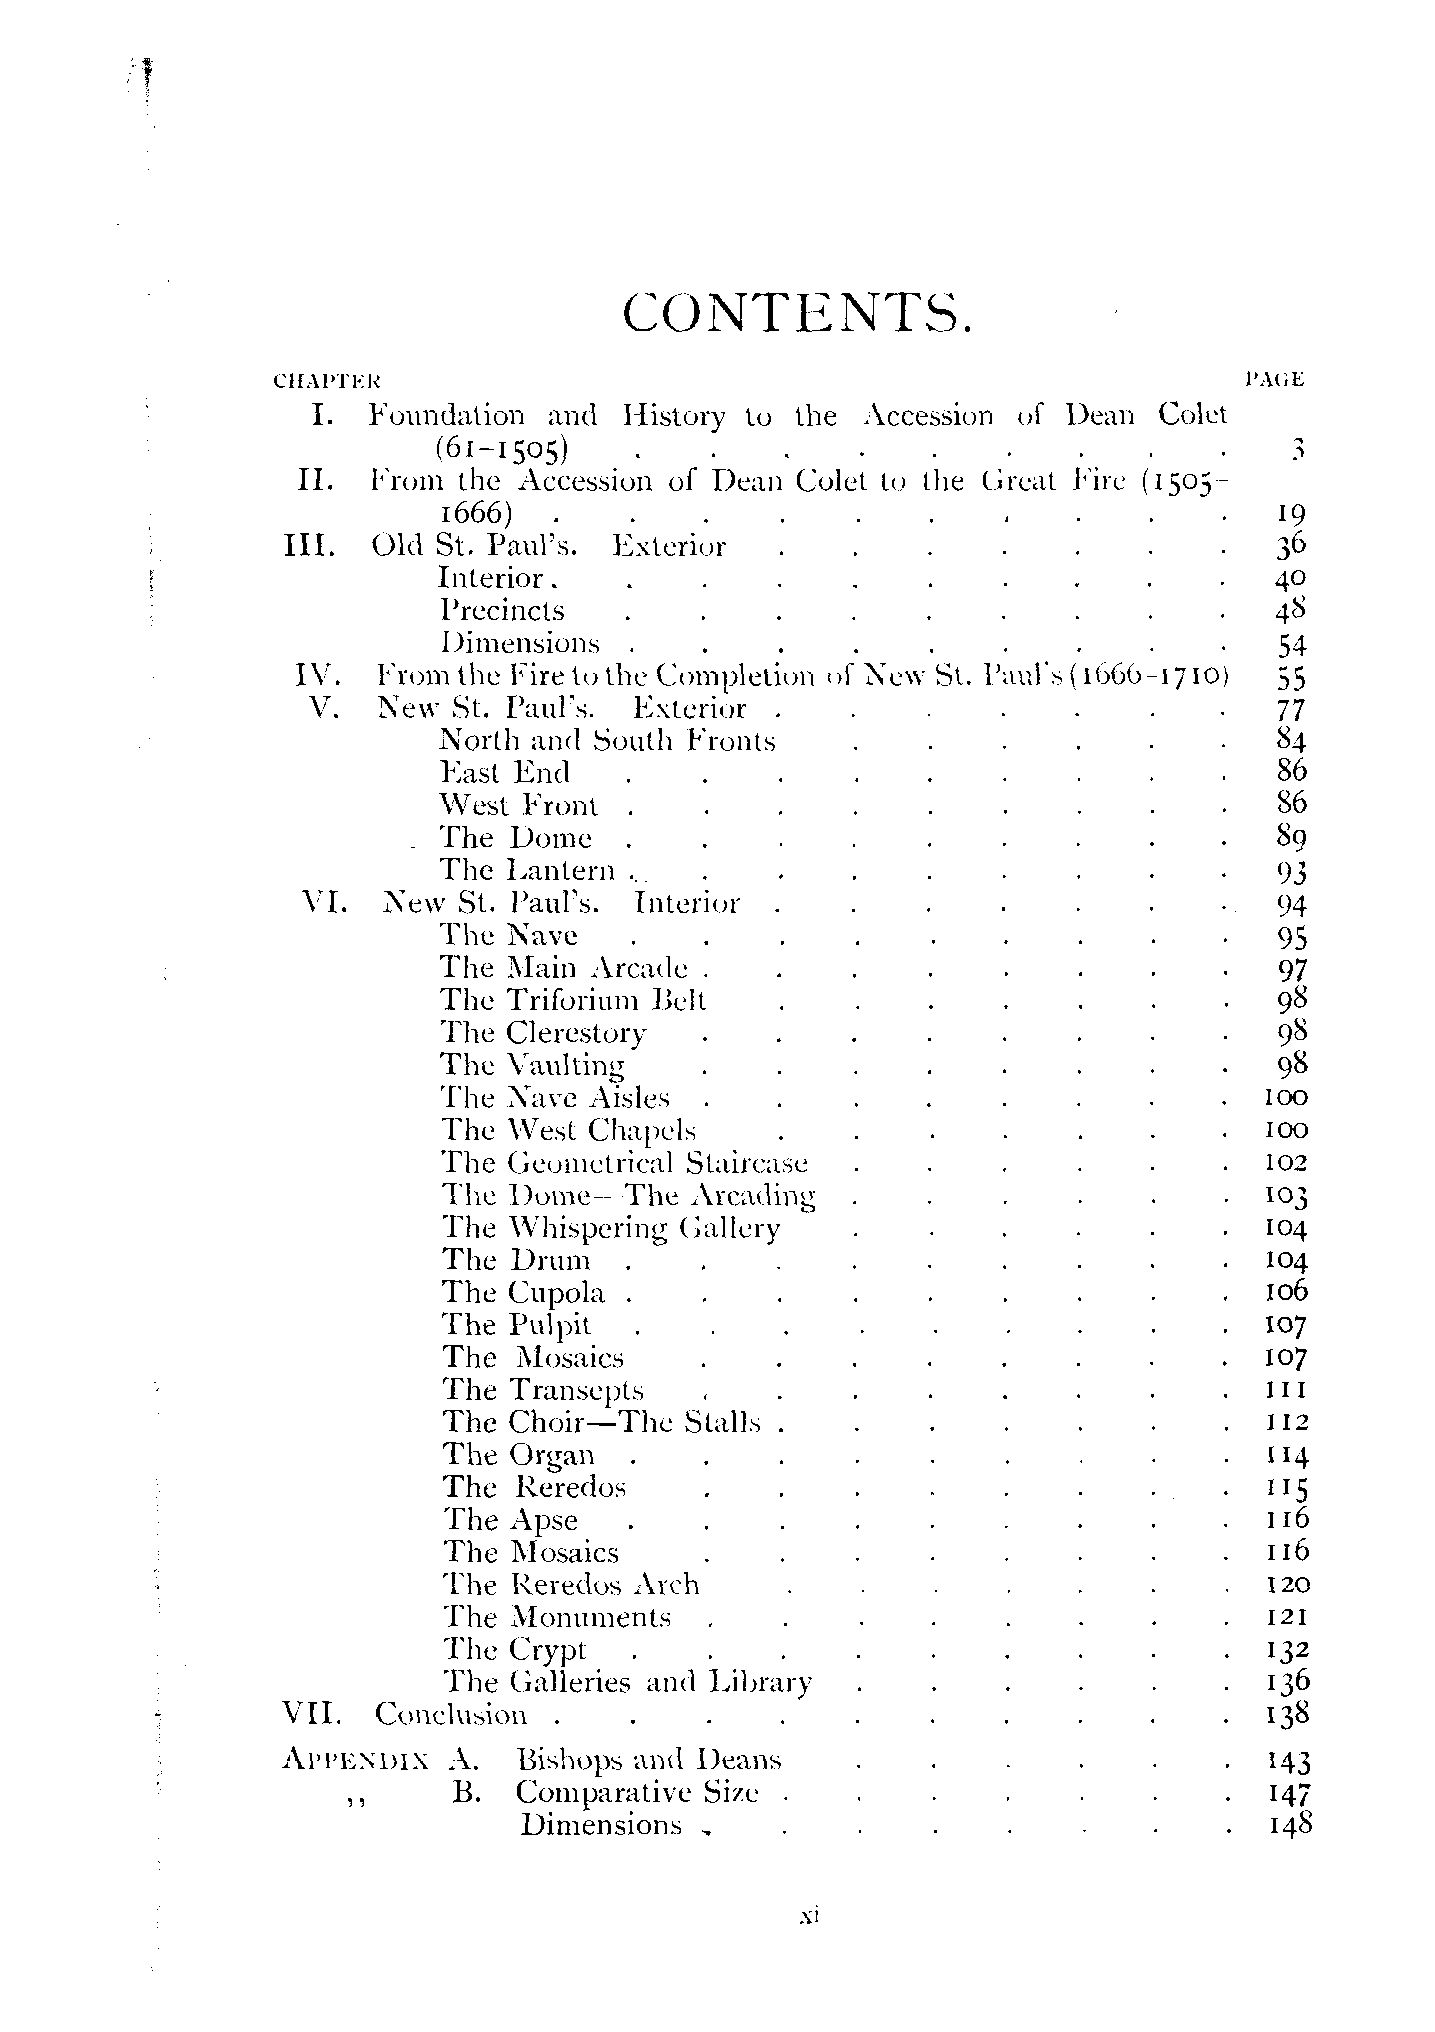 CONTENTS.
CHAPTER PAGE
I. Foundation and History to the Accession of Dean Colet
(61-1505) . . . . . . . . . 3
II. From the Accession of Dean Colet to the Great Fire (1505-
1666) . . . . . . . . . . 19
III. Old St. Paul's. Exterior . . . . . . . 36
Interior . . . . . . . . . . 40
Precincts . . . . . . . . . 48
Dimensions . . . . . . . . . 54
IV. From the Fire to the Completion of New St. Paul's (1666-1710) 55
V. New St. Paul's. Exterior . . . . . . . 77
North and South Fronts . . . . . . 84
East End . . . . . . . . . 86
West Front . . . . . . . . . 86
The Dome . . . . . . . . . 89
The Lantern . . . . . . . . . 93
VI. New St. Paul's. Interior . . . . . . . 94
The Nave . . . . . . . . . 95
The Main Arcade . . . . . . . . 97
The Triforium Belt . . . . . . . 98
The Clerestory . . . . . . . . 98
The Vaulting . . . . . . . . 98
The Nave Aisles . . . . . . . . 100
The West Chapels . . . . . . . 100
The Geometrical Staircase . . . . . . 102
The Dome—The Arcading . . . . . . 103
The Whispering Gallery . . . . . . 104
The Drum . . . . . . . . . 104
The Cupola . . . . . . . . . 106
The Pulpit . . . . . . . . . 107
The Mosaics . . . . . . . . 107
The Transepts . . . . . . . . 111
The Choir—The Stalls . . . . . . . 112
The Organ . . . . . . . . . 114
The Reredos . . . . . . . . 115
The Apse . . . . . . . . . 116
The Mosaics . . . . . . . . 116
The Reredos Arch . . . . . . . 120
The Monuments . . . . . . . . 121
The Crypt . . . . . . . . . 132
The Galleries and Library . . . . . . 136
VII. Conclusion . . . . . . . . . . 138
APPENDIX A. Bishops and Deans . . . . . . 143
,, B. Comparative Size . . . . . . . 147
Dimensions . . . . . . . . 148
xi